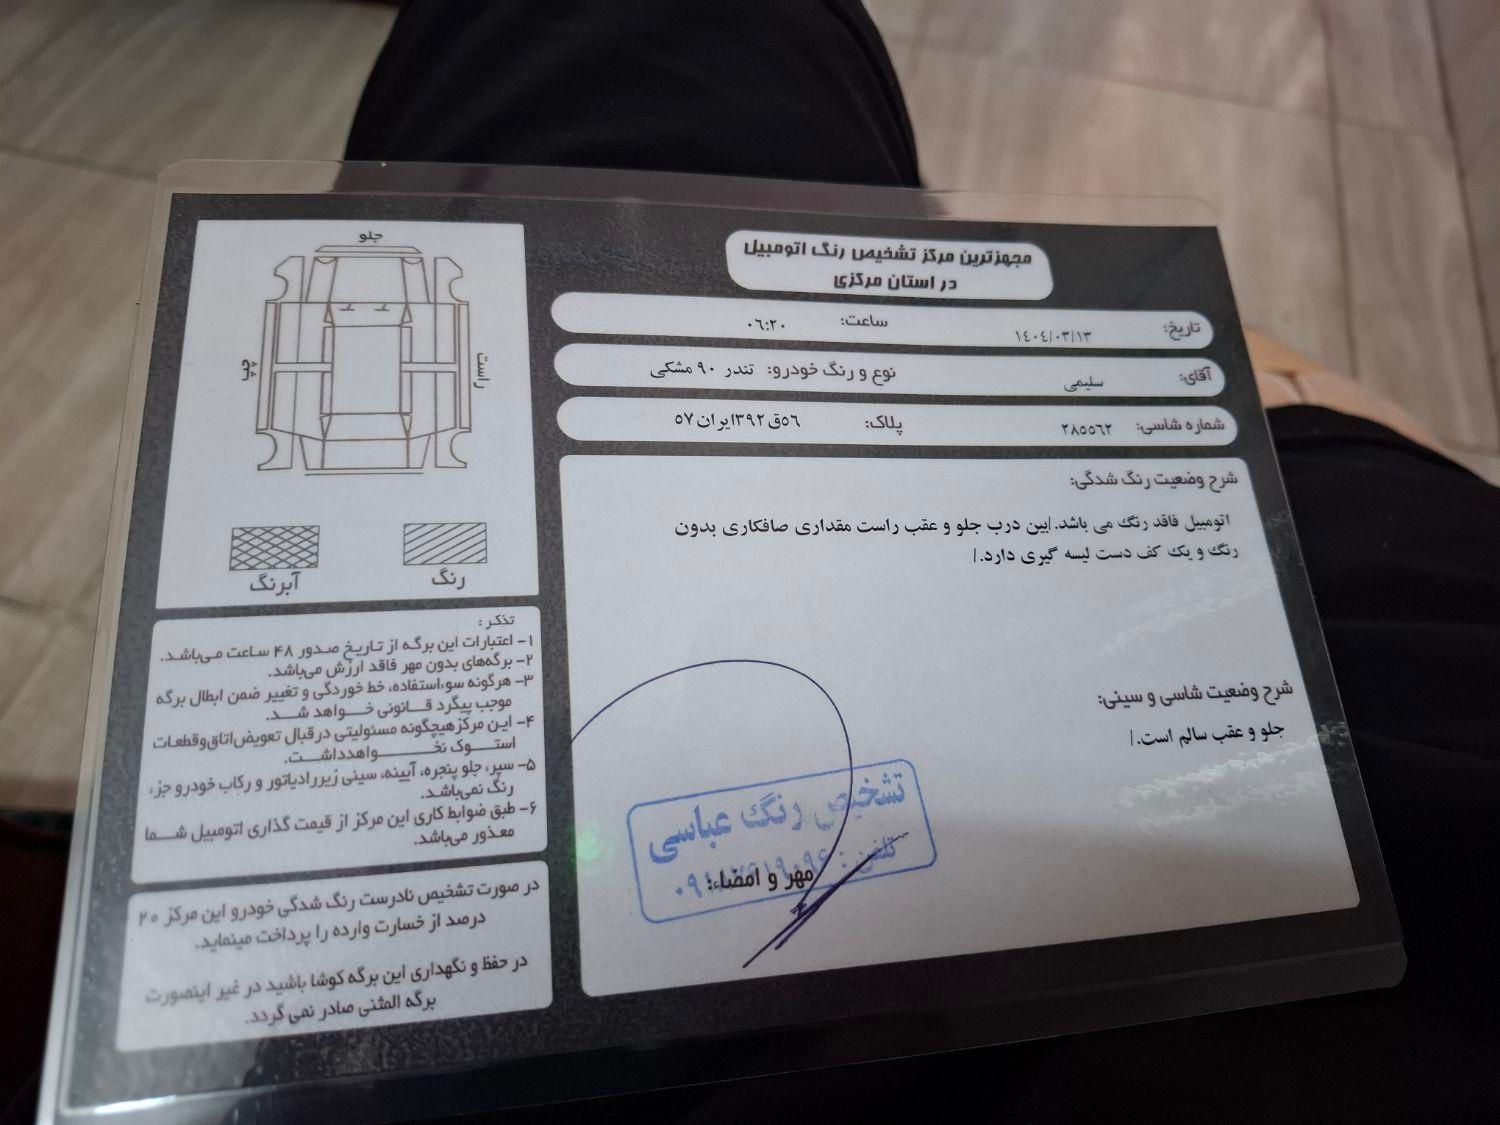 مجهزترین مرکز تشخیص رنگ اتومبیل
در استان مرکزی
تاریخ: ۱۴۰۴/۰۳/۱۳ ساعت: ۰۶:۲۰
آقای: سلیمی نوع و رنگ خودرو: تندر ۹۰ مشکی
شماره شاسی: ۲۸۵۵۶۲ پلاک: ۵۶ق۳۹۲ایران۵۷
شرح وضعیت رنگ شدگی:
اتومبیل فاقد رنگ می باشد./بین درب جلو و عقب راست مقداری صافکاری بدون
رنگ و یک کف دست لیسه گیری دارد./
شرح وضعیت شاسی و سینی:
جلو و عقب سالم است./
تشخیص رنگ عباسی
تلفن:
مهر و امضاء:
جلو
راست
چپ
رنگ
آبرنگ
تذکر:
۱- اعتبارات این برگه از تاریخ صدور ۴۸ ساعت می‌باشد.
۲- برگه‌های بدون مهر فاقد ارزش می‌باشد.
۳- هرگونه سوءاستفاده، خط خوردگی و تغییر ضمن ابطال برگه
موجب پیگرد قانونی خواهد شد.
۴- این مرکز هیچگونه مسئولیتی در قبال تعویض اتاق و قطعات
استوک نخواهد داشت.
۵- سپر، جلو پنجره، آیینه، سینی زیر رادیاتور و رکاب خودرو جزء
رنگ نمی‌باشد.
۶- طبق ضوابط کاری این مرکز از قیمت گذاری اتومبیل شما
معذور می‌باشد.
در صورت تشخیص نادرست رنگ شدگی خودرو این مرکز ۲۰
درصد از خسارت وارده را پرداخت مینماید.
در حفظ و نگهداری این برگه کوشا باشید در غیر اینصورت
برگه المثنی صادر نمی گردد.